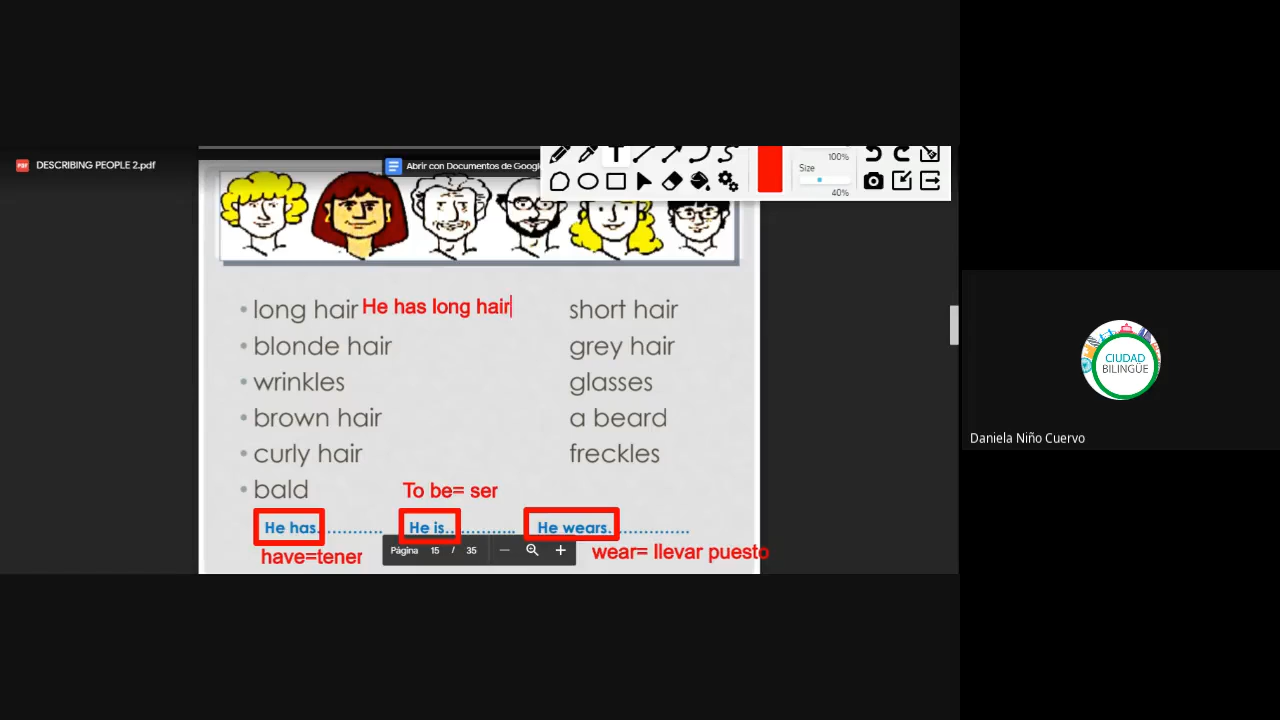 DESCRIBING PEOPLE 2.pdf
Abrir con Documentos de Google
100%
Size
40%
• long hair He has long hair short hair
• blonde hair grey hair
• wrinkles glasses
• brown hair a beard
• curly hair freckles
• bald To be= ser
He has............ He is............ He wears...............
have=tener Página 15 / 35 wear= llevar puesto
CIUDAD
BILINGÜE
Daniela Niño Cuervo